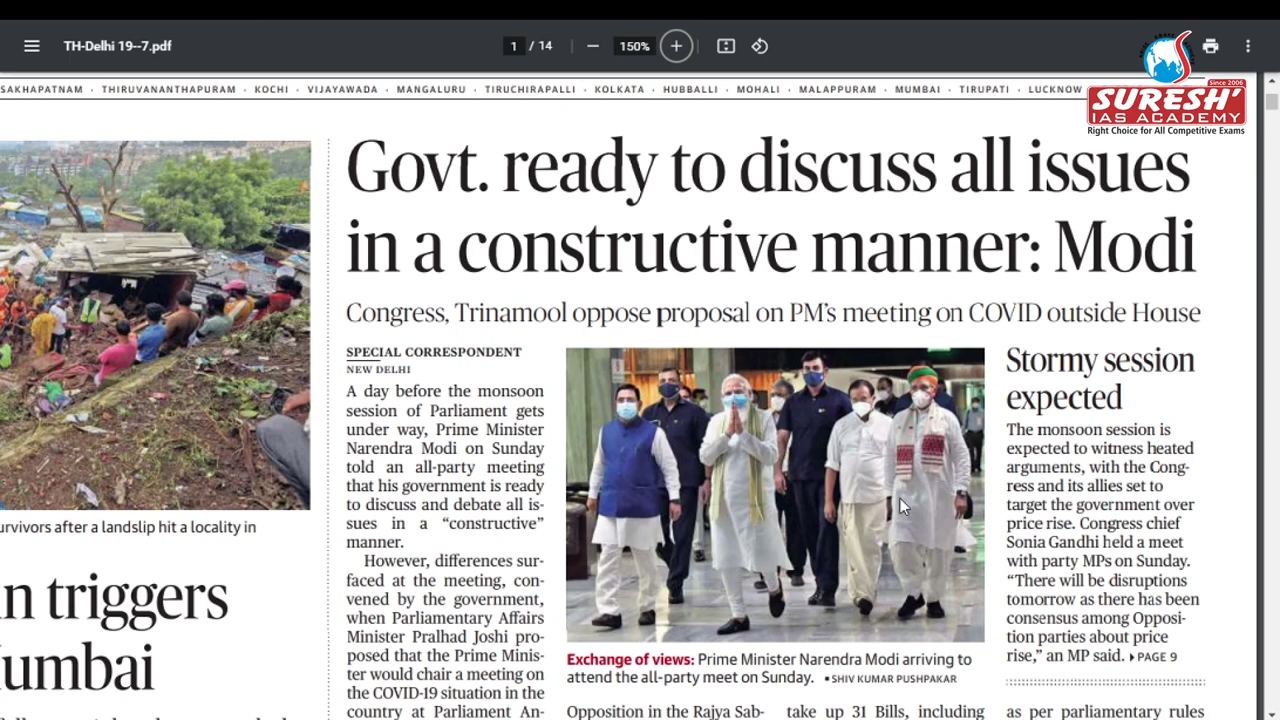 TH-Delhi 19--7.pdf
1 / 14
150%
Since 2006
SURESH'
IAS ACADEMY
Right Choice for All Competitive Exams
SAKHAPATNAM · THIRUVANANTHAPURAM · KOCHI · VIJAYAWADA · MANGALURU · TIRUCHIRAPALLI · KOLKATA · HUBBALLI · MOHALI · MALAPPURAM · MUMBAI · TIRUPATI · LUCKNOW
urvivors after a landslip hit a locality in
n triggers
umbai
Govt. ready to discuss all issues
in a constructive manner: Modi
Congress, Trinamool oppose proposal on PM's meeting on COVID outside House
SPECIAL CORRESPONDENT
NEW DELHI
A day before the monsoon
session of Parliament gets
under way, Prime Minister
Narendra Modi on Sunday
told an all-party meeting
that his government is ready
to discuss and debate all is-
sues in a “constructive”
manner.
However, differences sur-
faced at the meeting, con-
vened by the government,
when Parliamentary Affairs
Minister Pralhad Joshi pro-
posed that the Prime Minis-
ter would chair a meeting on
the COVID-19 situation in the
country at Parliament An-
Exchange of views: Prime Minister Narendra Modi arriving to
attend the all-party meet on Sunday. ▪ SHIV KUMAR PUSHPAKAR
Opposition in the Rajya Sab-
take up 31 Bills, including
Stormy session
expected
The monsoon session is
expected to witness heated
arguments, with the Cong-
ress and its allies set to
target the government over
price rise. Congress chief
Sonia Gandhi held a meet
with party MPs on Sunday.
“There will be disruptions
tomorrow as there has been
consensus among Opposi-
tion parties about price
rise,” an MP said. ▸ PAGE 9
as per parliamentary rules